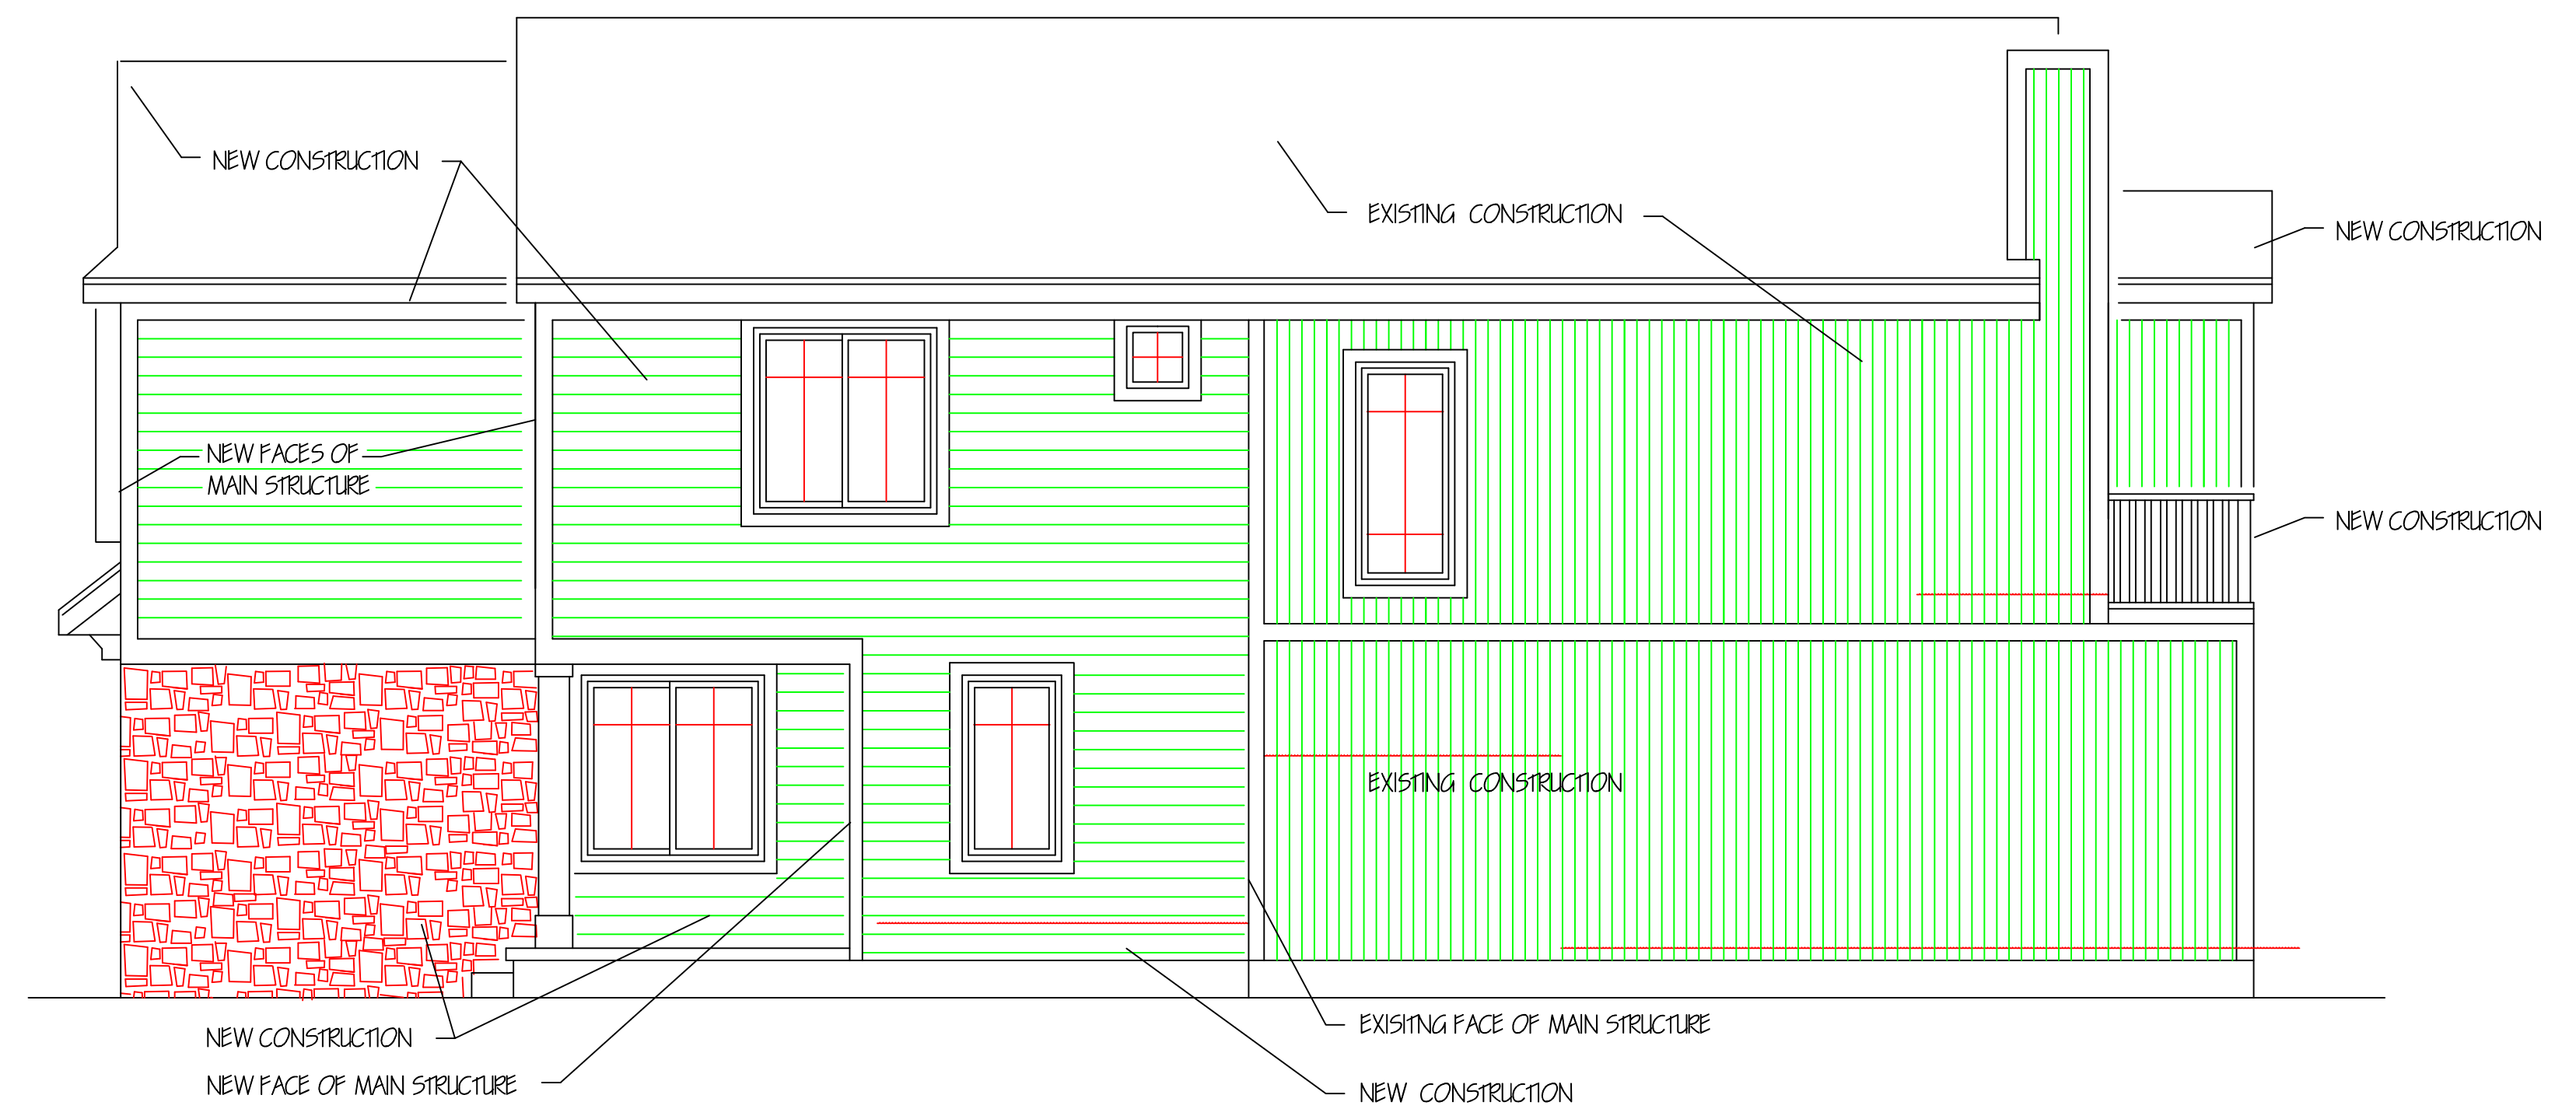 NEW CONSTRUCTION
EXISTING CONSTRUCTION
NEW CONSTRUCTION
NEW FACES OF
MAIN STRUCTURE
NEW CONSTRUCTION
EXISTING CONSTRUCTION
EXISITNG FACE OF MAIN STRUCTURE
NEW CONSTRUCTION
NEW FACE OF MAIN STRUCTURE
NEW CONSTRUCTION